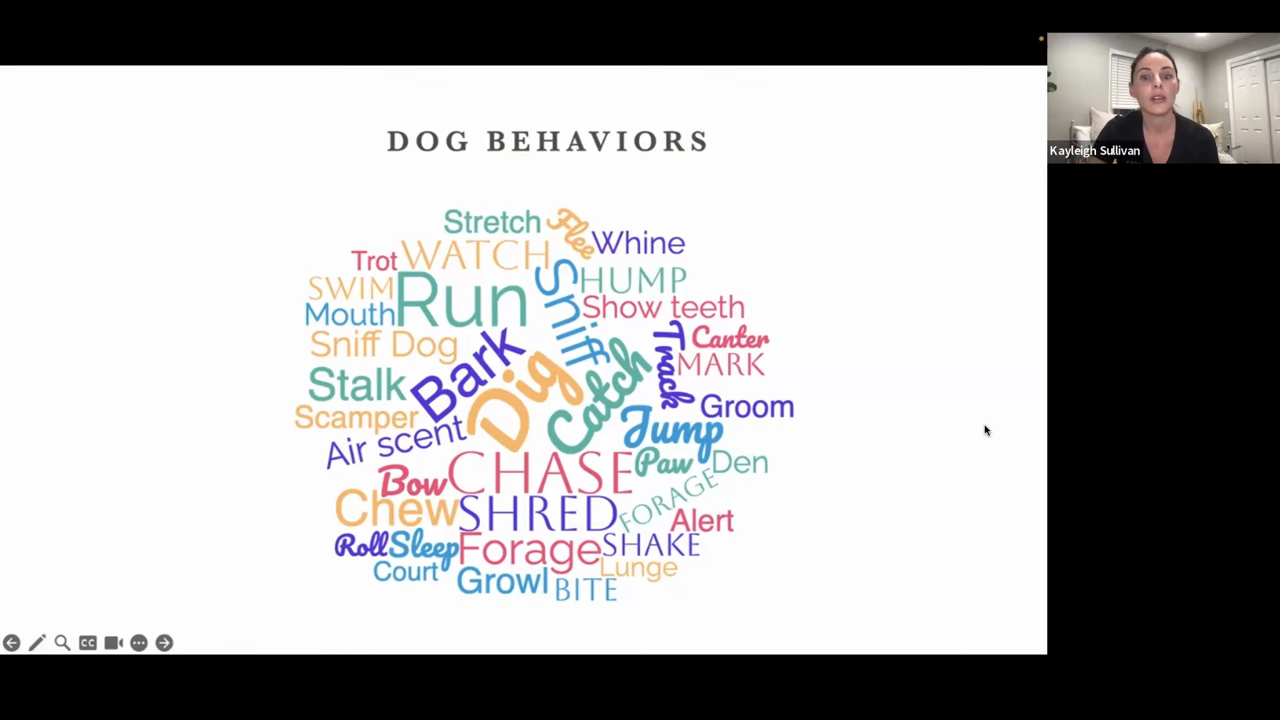 DOG BEHAVIORS
Kayleigh Sullivan
Stretch
Flee
Whine
Trot
WATCH
SWIM
Run
Sniff
HUMP
Mouth
Show teeth
Sniff Dog
Bark
Dig
Catch
Track
Canter
MARK
Stalk
Scamper
Groom
Air scent
Jump
Bow
CHASE
Paw
Den
Chew
SHRED
FORAGE
Alert
Roll
Sleep
Forage
SHAKE
Court
Growl
Lunge
BITE
CC